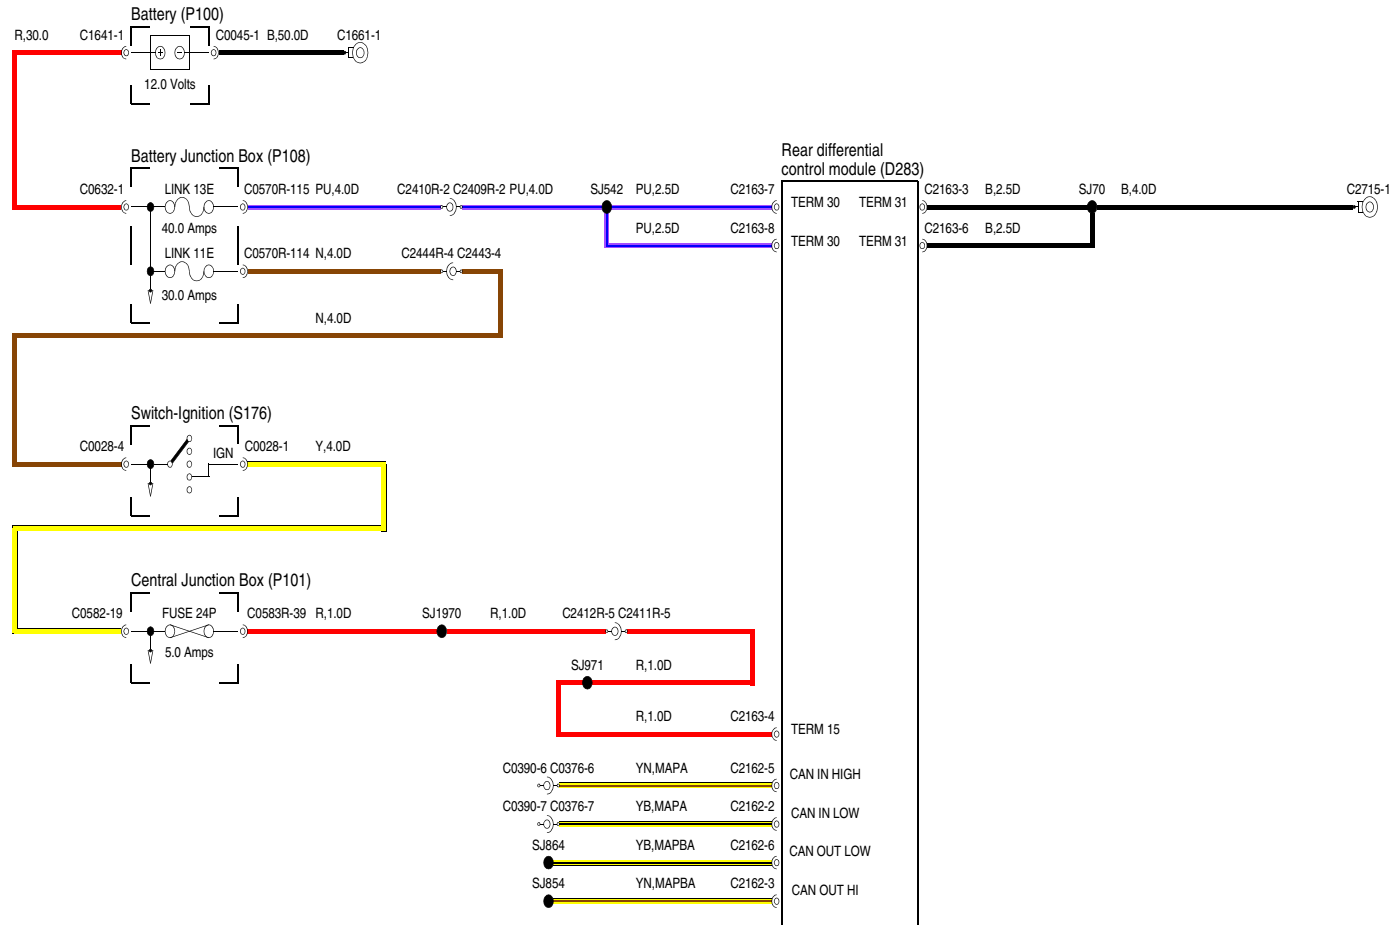 Battery (P100)
R,30.0 C1641-1 C0045-1 B,50.0D C1661-1
12.0 Volts
Battery Junction Box (P108)
Rear differential
control module (D283)
C0632-1 LINK 13E C0570R-115 PU,4.0D C2410R-2 C2409R-2 PU,4.0D SJ542 PU,2.5D C2163-7 TERM 30 TERM 31 C2163-3 B,2.5D SJ70 B,4.0D C2715-1
40.0 Amps PU,2.5D C2163-8 TERM 30 TERM 31 C2163-6 B,2.5D
LINK 11E C0570R-114 N,4.0D C2444R-4 C2443-4
30.0 Amps
N,4.0D
Switch-Ignition (S176)
C0028-4 IGN C0028-1 Y,4.0D
Central Junction Box (P101)
C0582-19 FUSE 24P C0583R-39 R,1.0D SJ1970 R,1.0D C2412R-5 C2411R-5
5.0 Amps
SJ971 R,1.0D
R,1.0D C2163-4 TERM 15
C0390-6 C0376-6 YN,MAPA C2162-5 CAN IN HIGH
C0390-7 C0376-7 YB,MAPA C2162-2 CAN IN LOW
SJ864 YB,MAPBA C2162-6 CAN OUT LOW
SJ854 YN,MAPBA C2162-3 CAN OUT HI